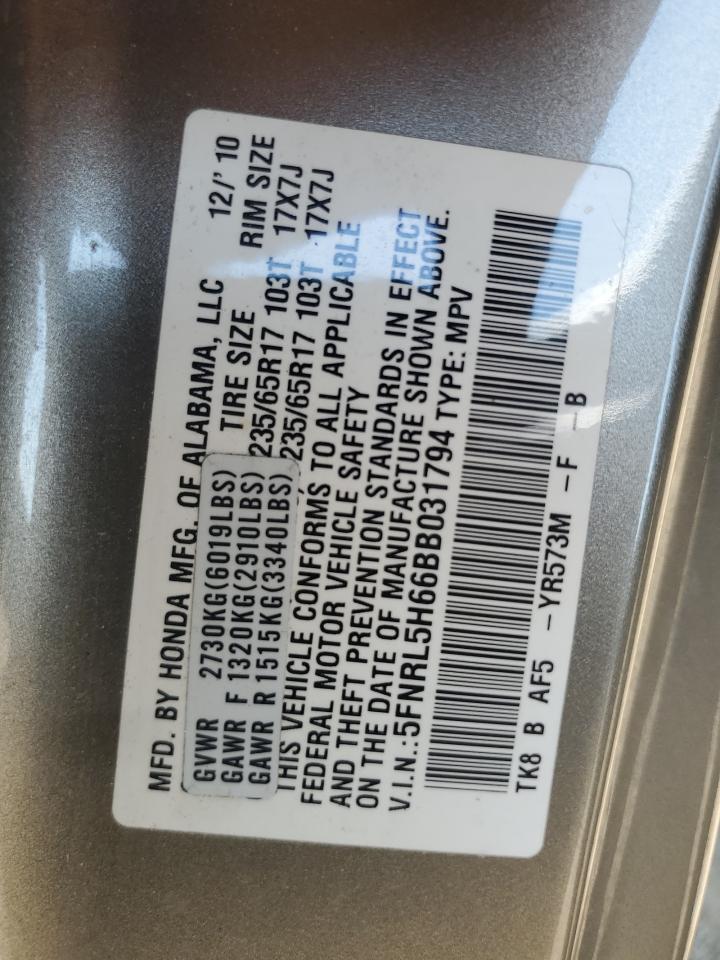 MFD. BY HONDA MFG. OF ALABAMA, LLC 12/' 10
GVWR 2730KG(6019LBS) TIRE SIZE RIM SIZE
GAWR F 1320KG(2910LBS) 235/65R17 103T 17X7J
GAWR R 1515KG(3340LBS) 235/65R17 103T 17X7J
THIS VEHICLE CONFORMS TO ALL APPLICABLE
FEDERAL MOTOR VEHICLE SAFETY
AND THEFT PREVENTION STANDARDS IN EFFECT
ON THE DATE OF MANUFACTURE SHOWN ABOVE.
V.I.N.:5FNRL5H66BB031794 TYPE: MPV
TK8 B AF5 -YR573M -F -B